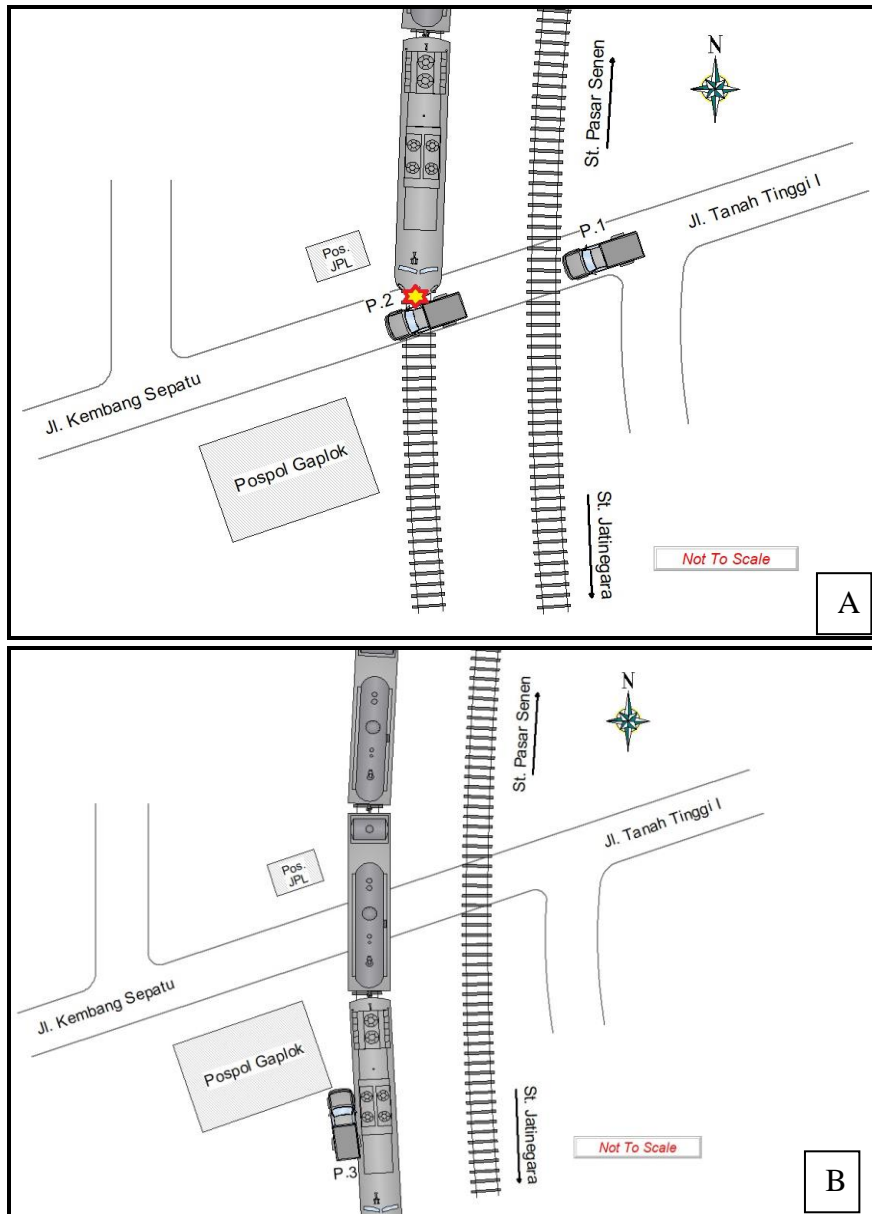 N
St. Pasar Senen
Jl. Tanah Tinggi I
P.1
Pos.
JPL
P.2
Jl. Kembang Sepatu
Pospol Gaplok
St. Jatinegara
Not To Scale
A
N
St. Pasar Senen
Jl. Tanah Tinggi I
Pos.
JPL
Jl. Kembang Sepatu
Pospol Gaplok
St. Jatinegara
Not To Scale
P.3
B